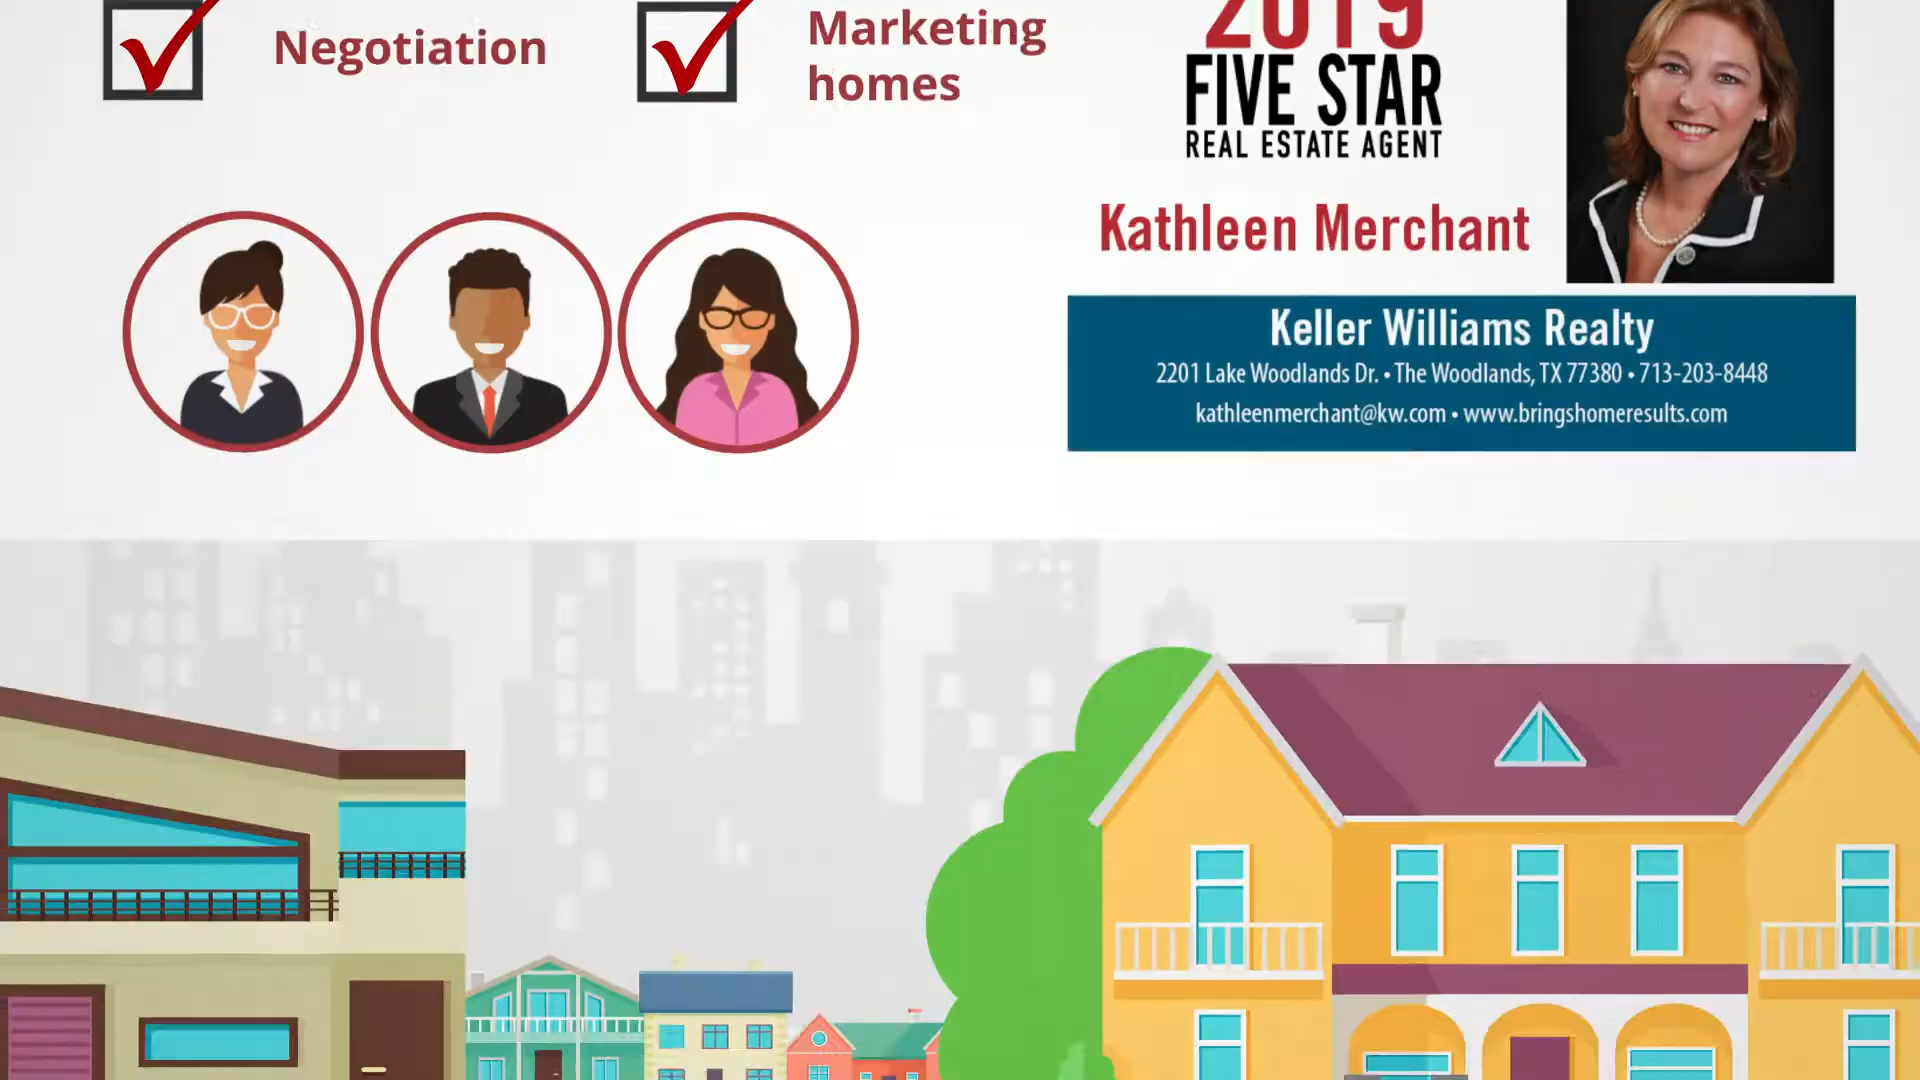 Negotiation
Marketing
homes
2019
FIVE STAR
REAL ESTATE AGENT
Kathleen Merchant
Keller Williams Realty
2201 Lake Woodlands Dr. • The Woodlands, TX 77380 • 713-203-8448
kathleenmerchant@kw.com • www.bringshomeresults.com